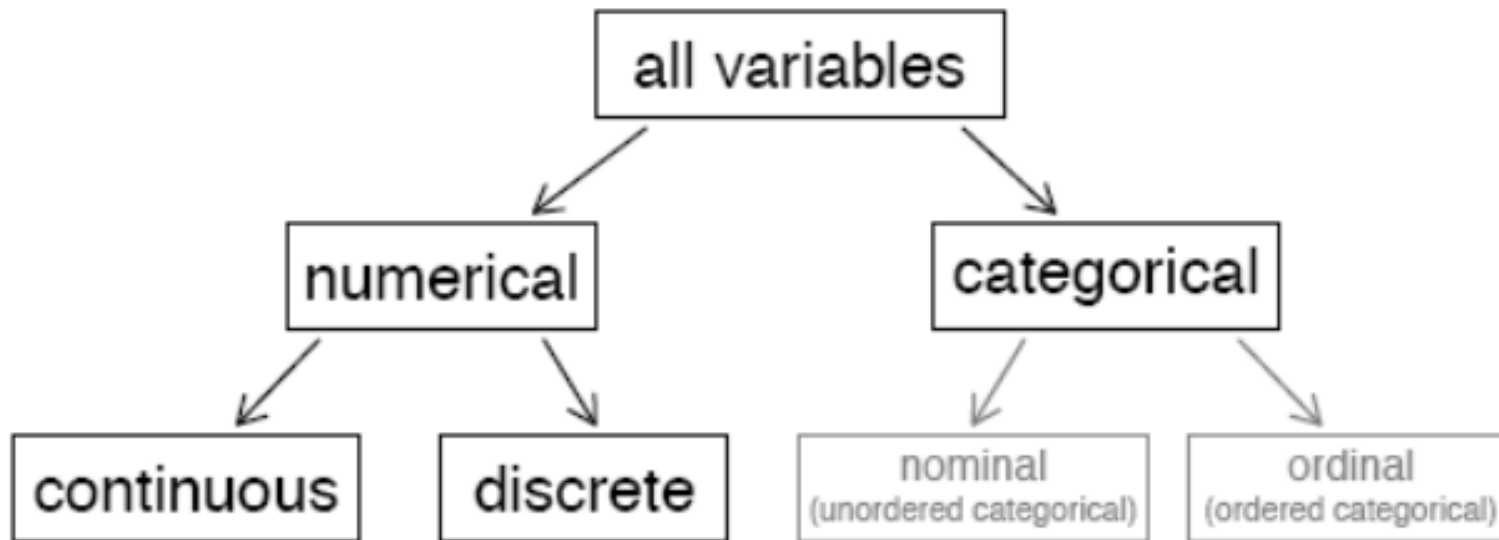 all variables
numerical
categorical
continuous
discrete
nominal
(unordered categorical)
ordinal
(ordered categorical)